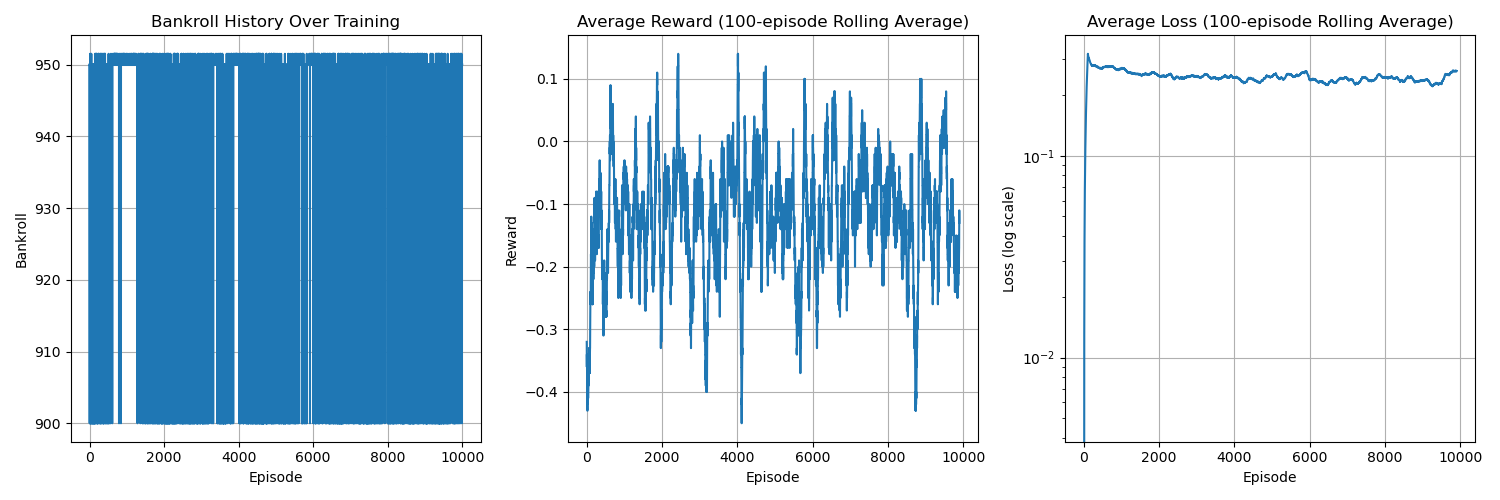 Bankroll History Over Training
Bankroll
950
940
930
920
910
900
0 2000 4000 6000 8000 10000
Episode
Average Reward (100-episode Rolling Average)
Reward
0.1
0.0
−0.1
−0.2
−0.3
−0.4
0 2000 4000 6000 8000 10000
Episode
Average Loss (100-episode Rolling Average)
Loss (log scale)
10⁻¹
10⁻²
0 2000 4000 6000 8000 10000
Episode